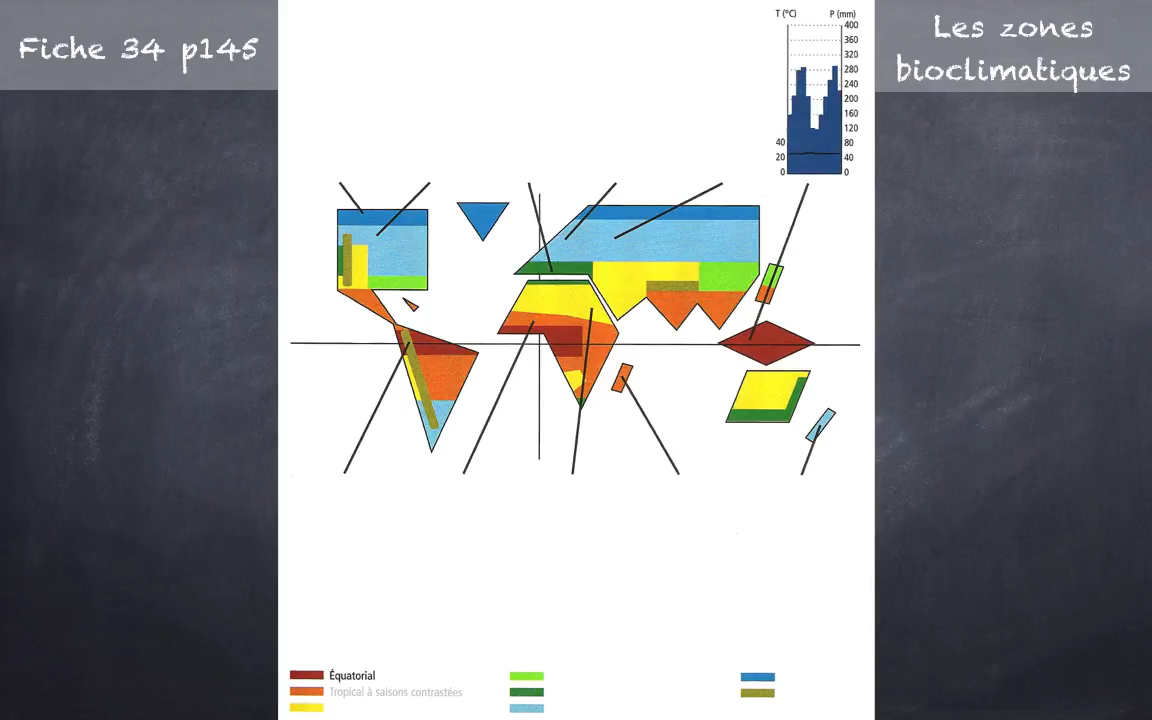 Fiche 34 p145
Les zones
bioclimatiques
T (°C) P (mm)
400
360
320
280
240
200
160
120
40 80
20 40
0 0
Équatorial
Tropical à saisons contrastées